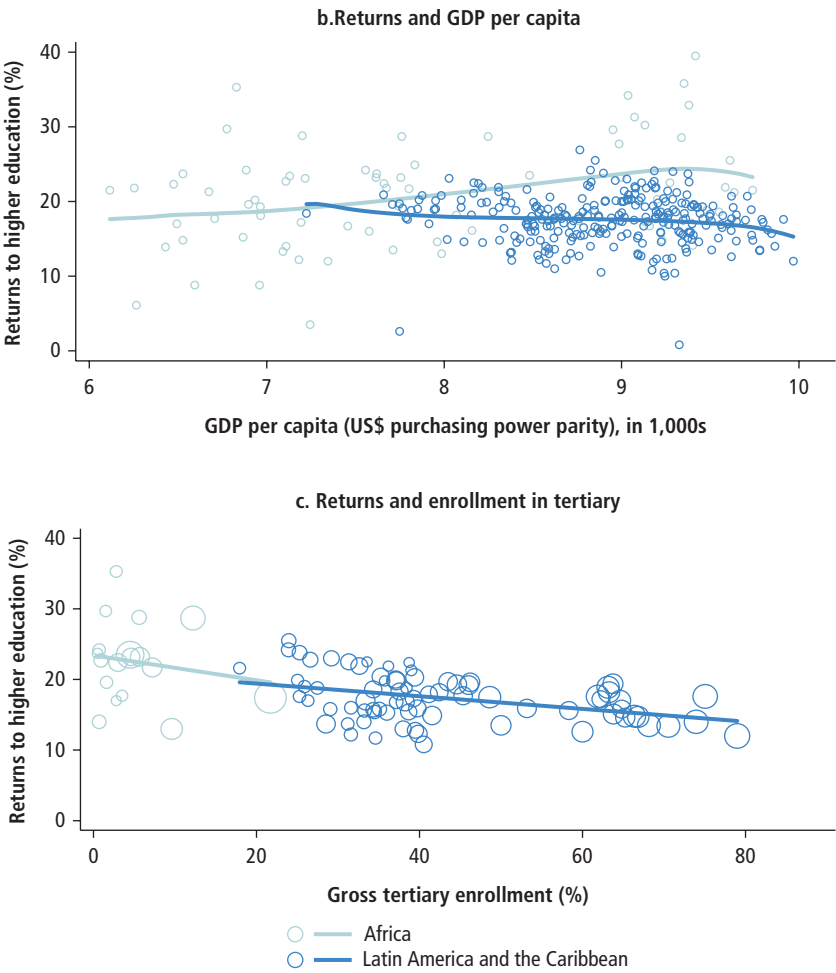 b.Returns and GDP per capita
Returns to higher education (%)
40
30
20
10
0
6 7 8 9 10
GDP per capita (US$ purchasing power parity), in 1,000s
c. Returns and enrollment in tertiary
Returns to higher education (%)
40
30
20
10
0
0 20 40 60 80
Gross tertiary enrollment (%)
Africa
Latin America and the Caribbean